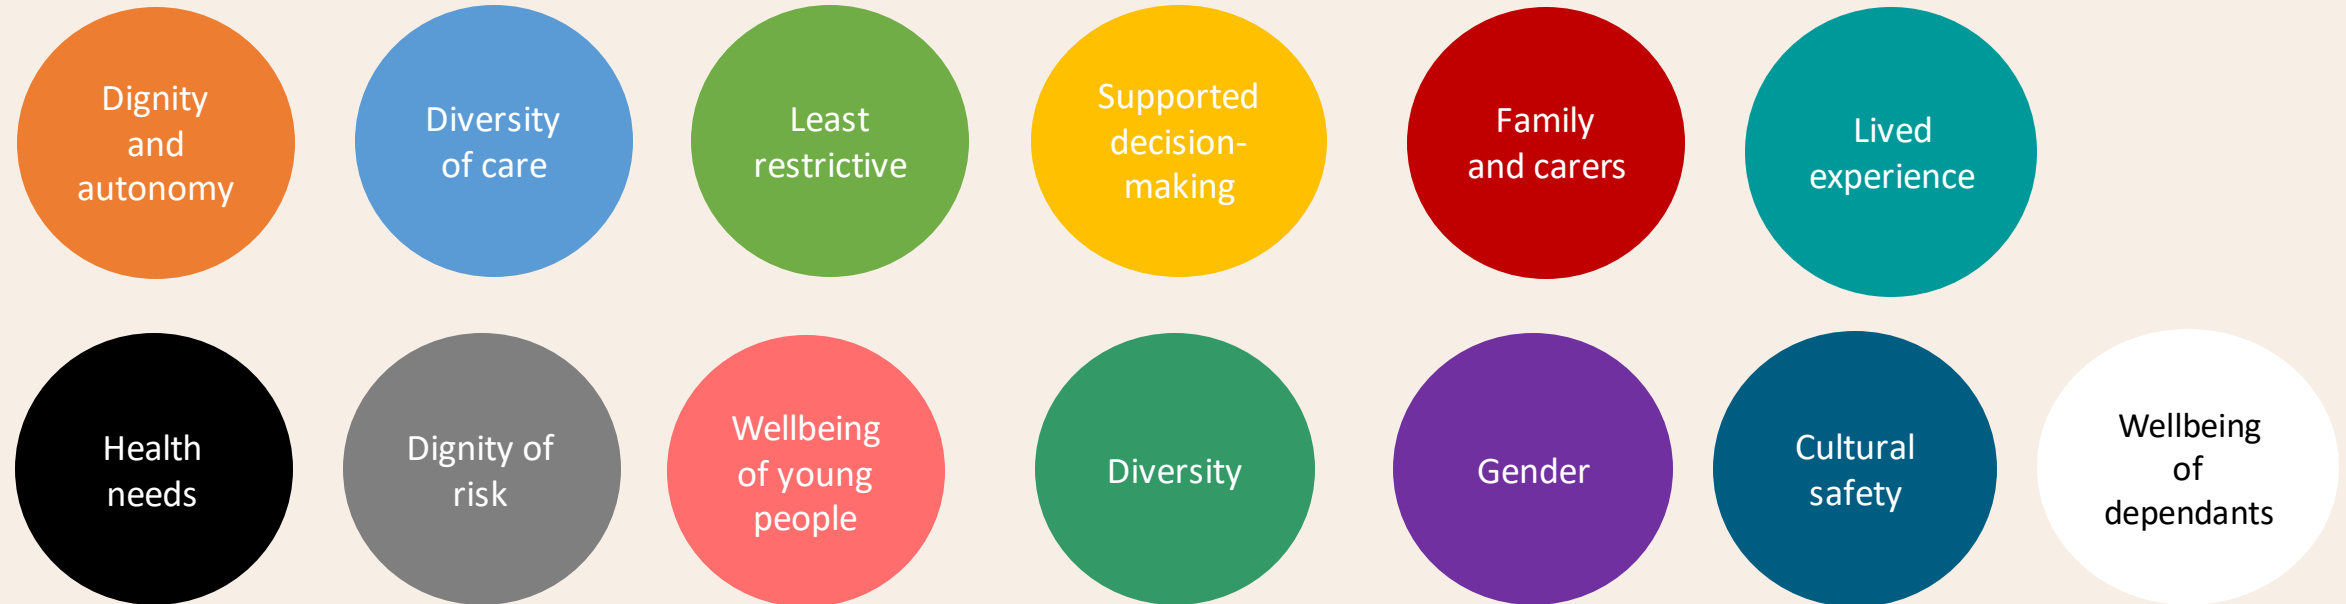 Dignity
and
autonomy
Diversity
of care
Least
restrictive
Supported
decision-
making
Family
and carers
Lived
experience
Health
needs
Dignity of
risk
Wellbeing
of young
people
Diversity
Gender
Cultural
safety
Wellbeing
of
dependants